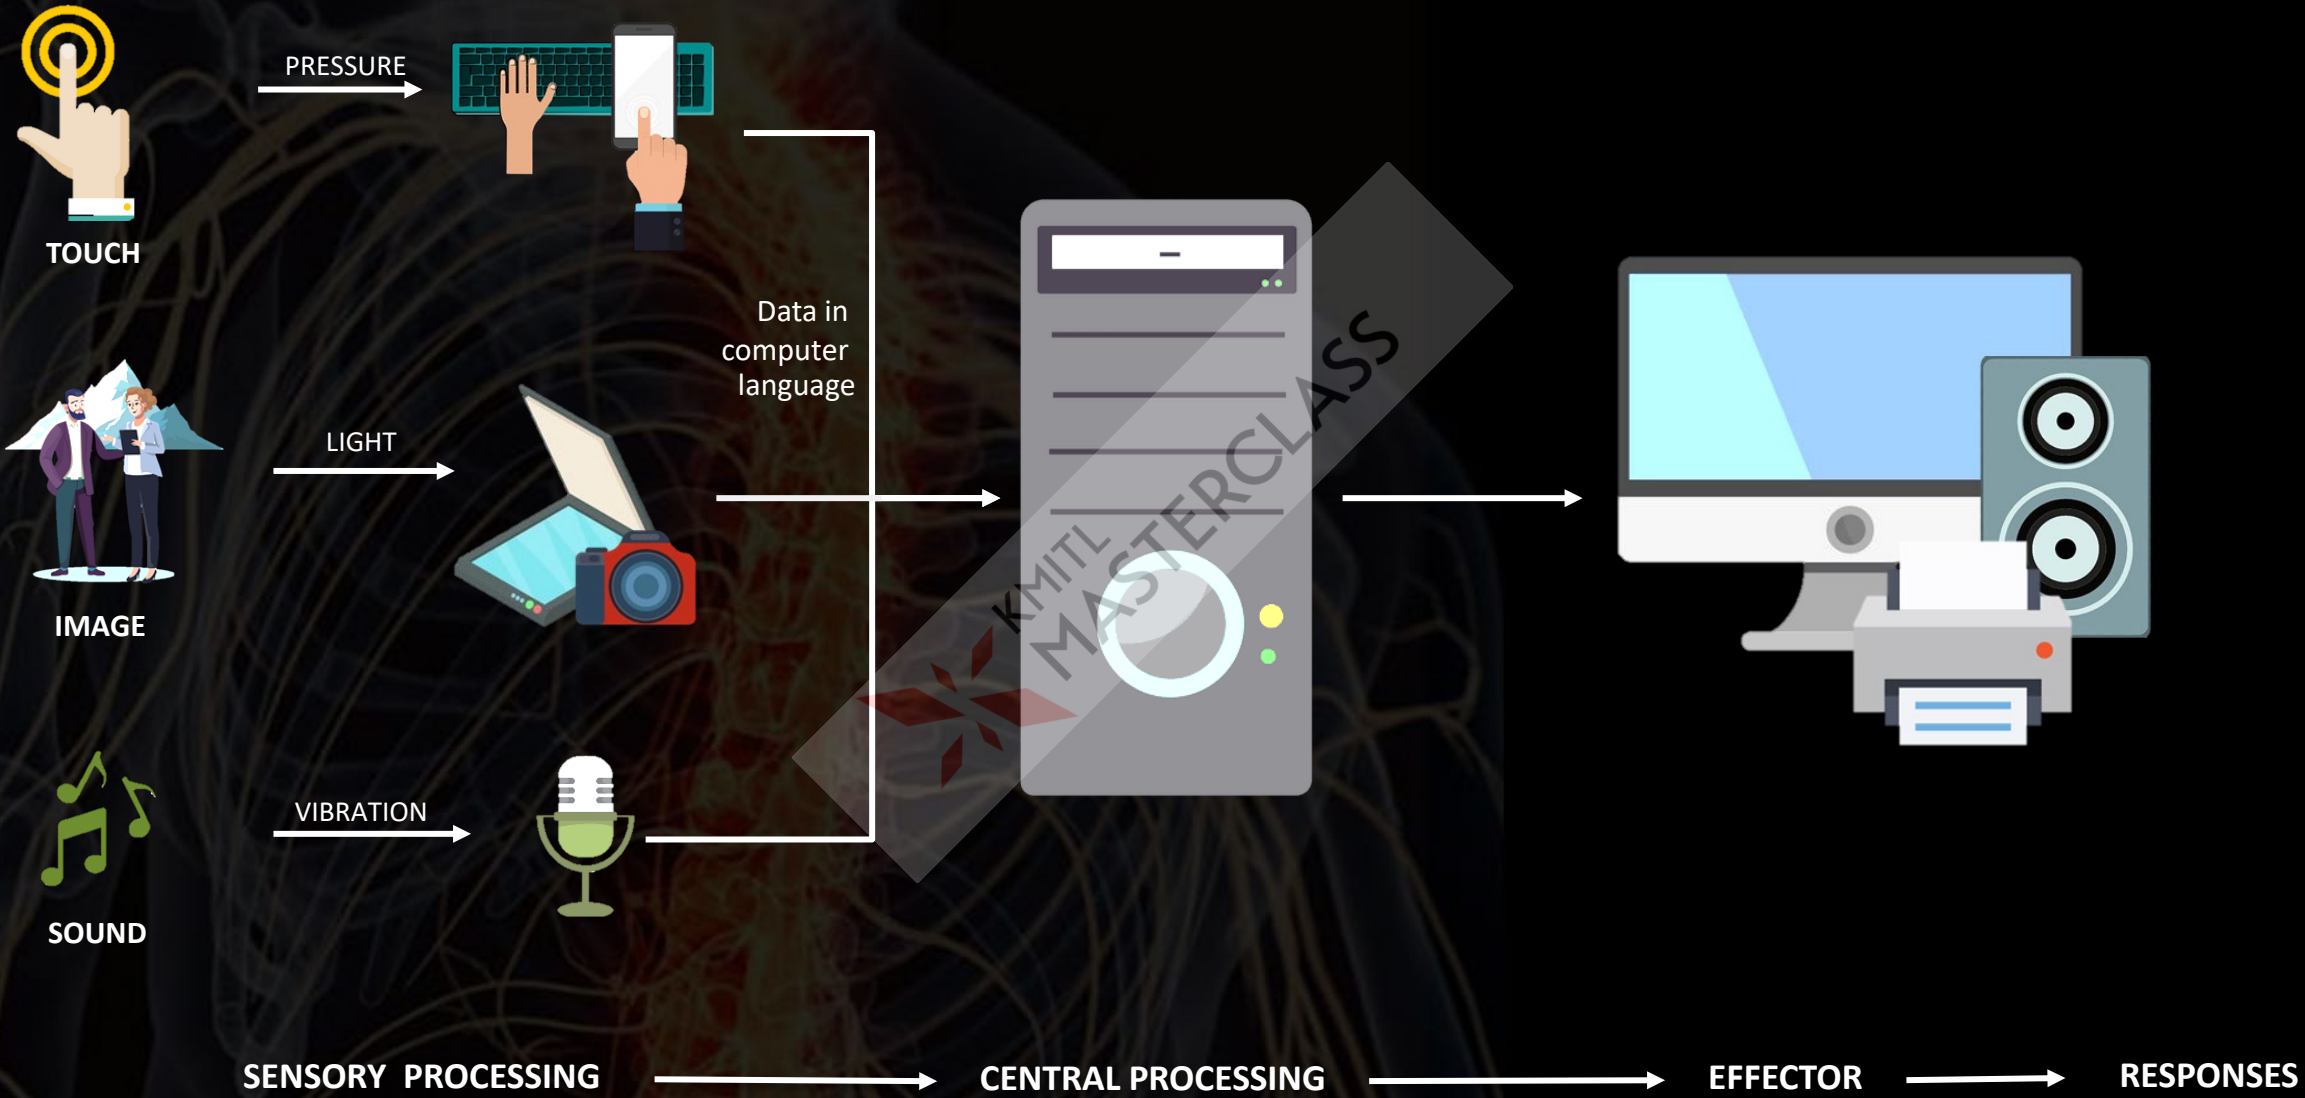 PRESSURE
TOUCH
Data in
computer
language
LIGHT
IMAGE
VIBRATION
SOUND
KMITL
MASTERCLASS
SENSORY PROCESSING
CENTRAL PROCESSING
EFFECTOR
RESPONSES